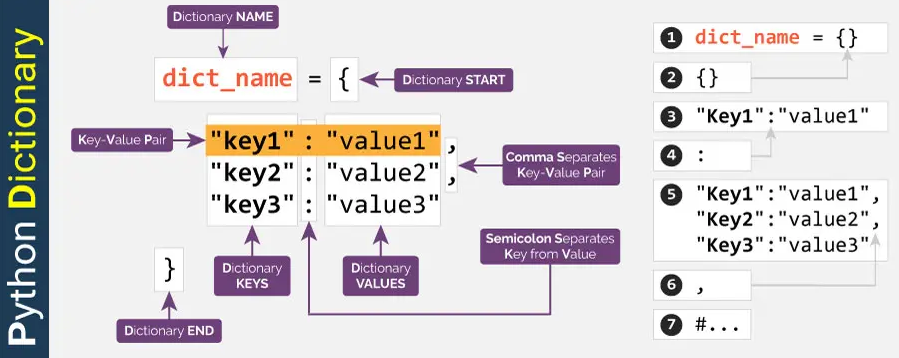 Python Dictionary
Dictionary NAME
dict_name = {
Dictionary START
Key-Value Pair
"key1" : "value1" ,
"key2" : "value2" ,
"key3" : "value3"
Comma Separates
Key-Value Pair
Semicolon Separates
Key from Value
Dictionary
KEYS
Dictionary
VALUES
}
Dictionary END
1 dict_name = {}
2 {}
3 "Key1":"value1"
4 :
5 "Key1":"value1",
"Key2":"value2",
"Key3":"value3"
6 ,
7 #...